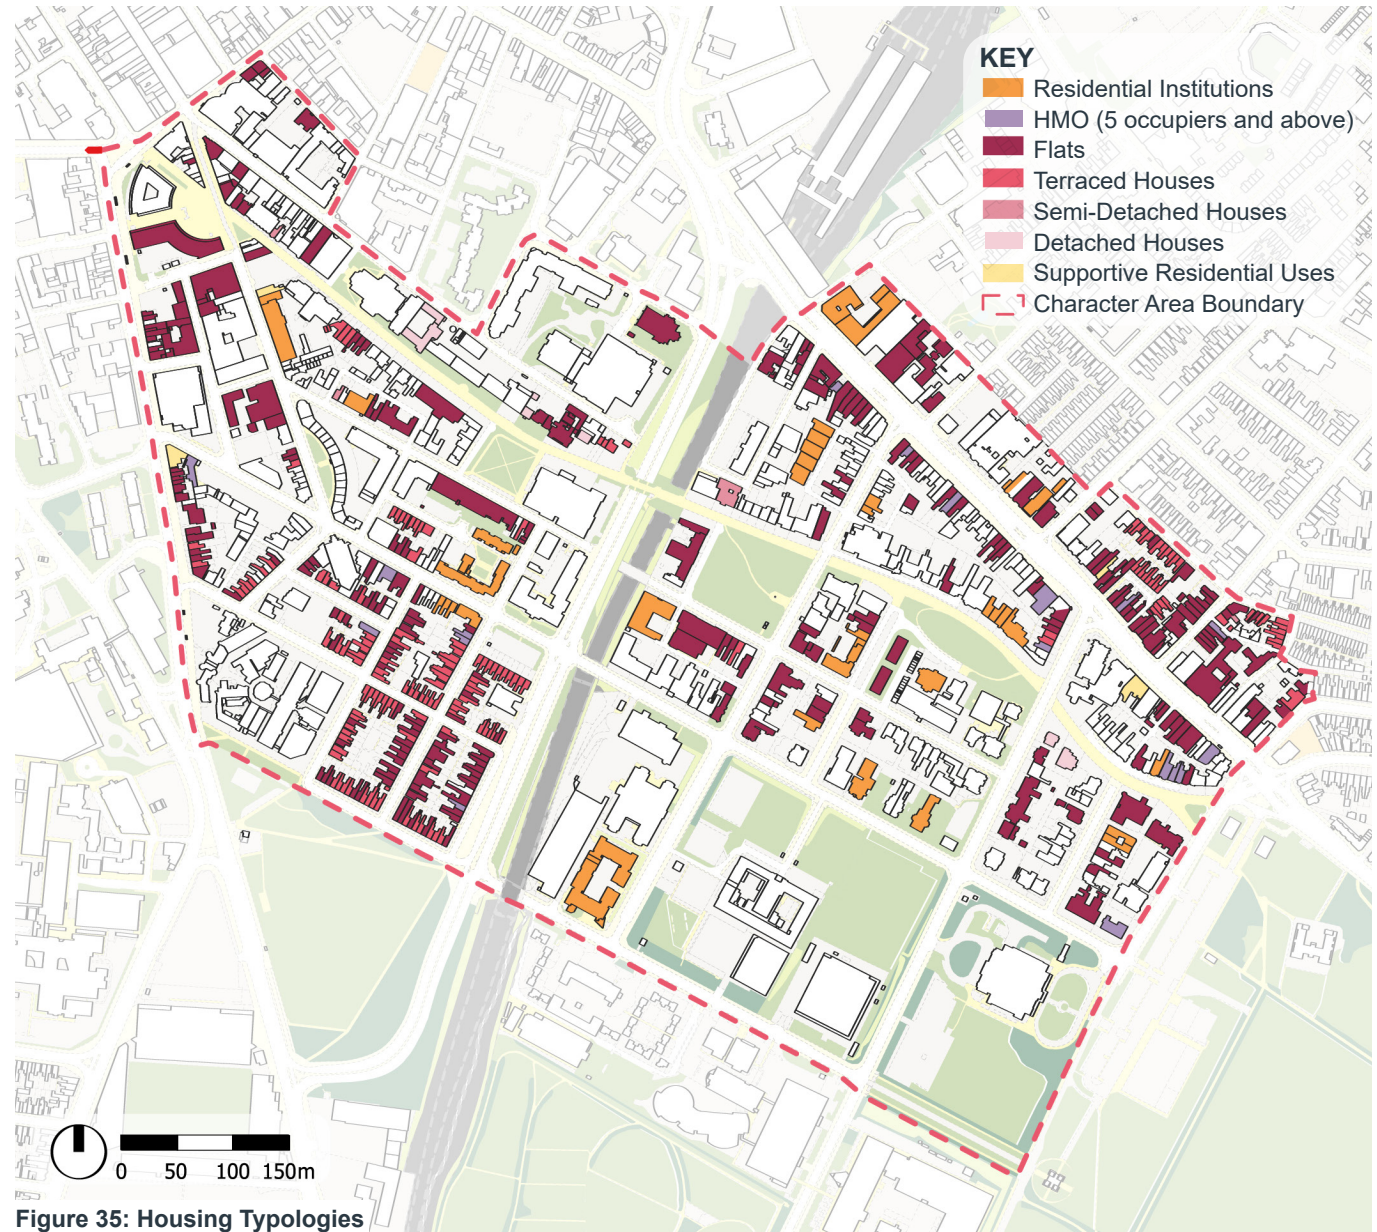 KEY
Residential Institutions
HMO (5 occupiers and above)
Flats
Terraced Houses
Semi-Detached Houses
Detached Houses
Supportive Residential Uses
Character Area Boundary
0 50 100 150m
Figure 35: Housing Typologies